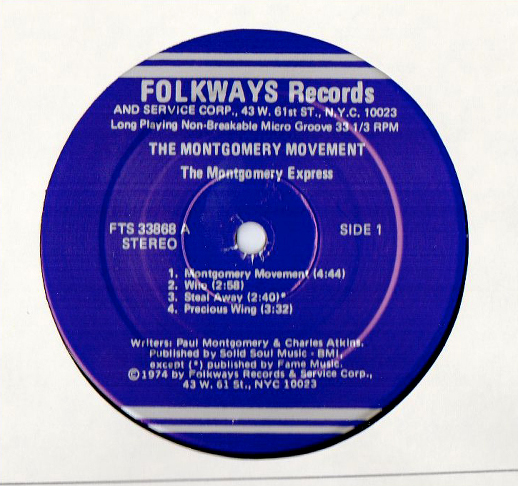 FOLKWAYS Records
AND SERVICE CORP., 43 W. 61st ST., N.Y.C. 10023
Long Playing Non-Breakable Micro Groove 33 1/3 RPM
THE MONTGOMERY MOVEMENT
The Montgomery Express
FTS 33868 A
STEREO
SIDE 1
1. Montgomery Movement (4:44)
2. Who (2:58)
3. Steal Away (2:40)*
4. Precious Wing (3:32)
Writers: Paul Montgomery & Charles Atkins.
Published by Solid Soul Music - BMI,
except (*) published by Fame Music.
©1974 by Folkways Records & Service Corp.,
43 W. 61 St., NYC 10023